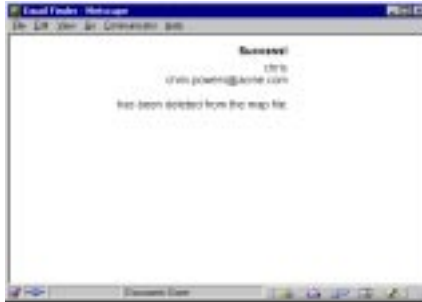 Email Finder - Netscape
File Edit View Go Communicator Help
Success!
chris
chris.powers@acme.com
has been deleted from the map file.
Document: Done